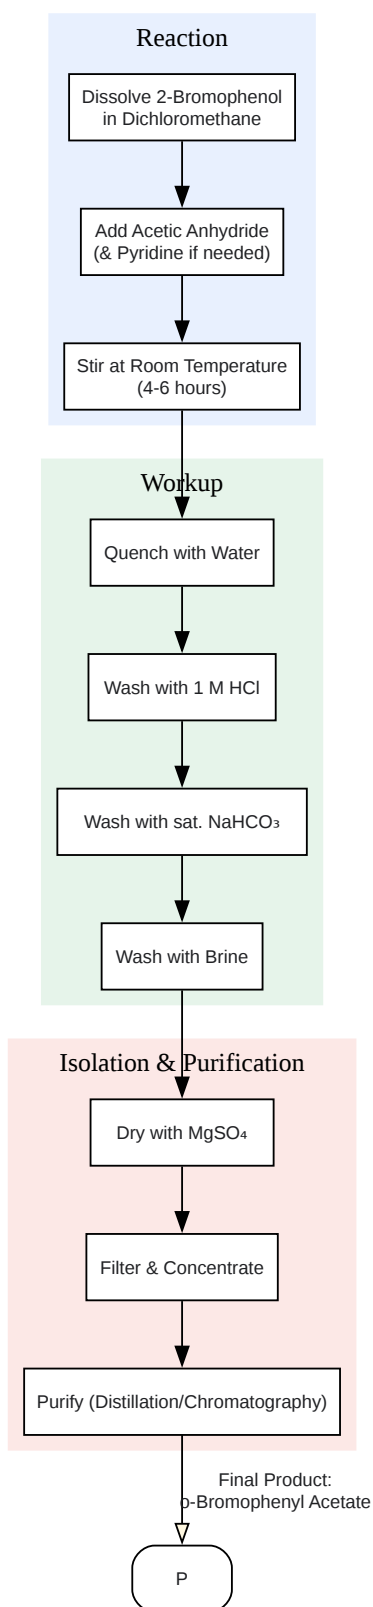 Reaction
Dissolve 2-Bromophenol
in Dichloromethane
Add Acetic Anhydride
(& Pyridine if needed)
Stir at Room Temperature
(4-6 hours)
Workup
Quench with Water
Wash with 1 M HCl
Wash with sat. NaHCO₃
Wash with Brine
Isolation & Purification
Dry with MgSO₄
Filter & Concentrate
Purify (Distillation/Chromatography)
Final Product:
o-Bromophenyl Acetate
P